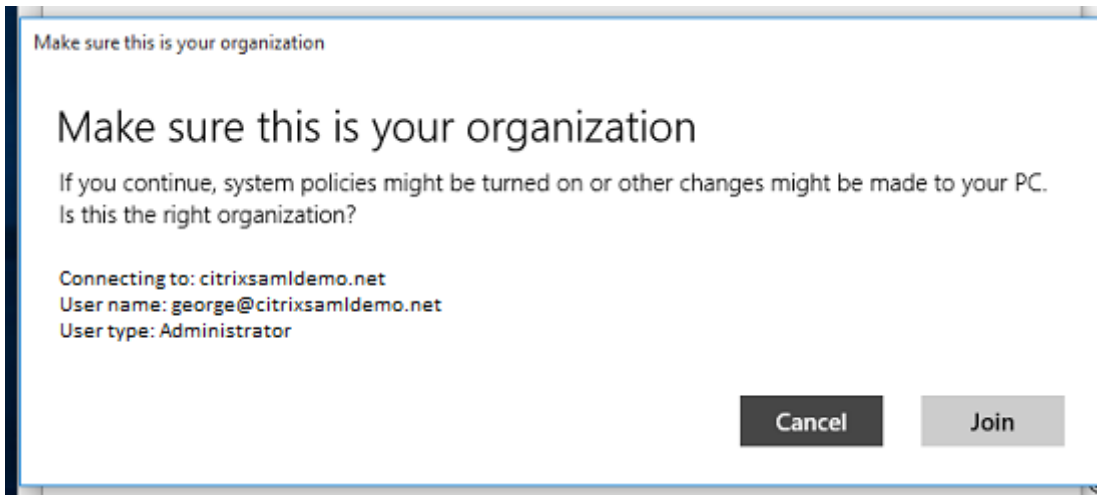 Make sure this is your organization
Make sure this is your organization
If you continue, system policies might be turned on or other changes might be made to your PC.
Is this the right organization?
Connecting to: citrixsamldemo.net
User name: george@citrixsamldemo.net
User type: Administrator
Cancel
Join